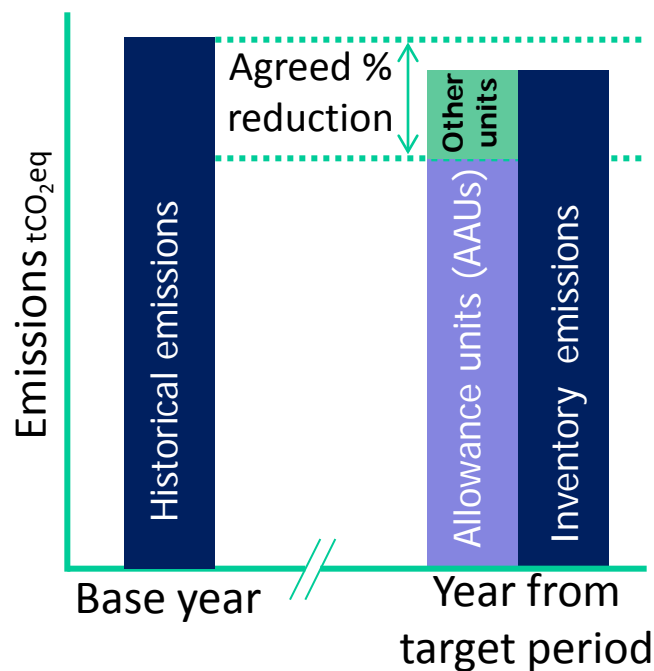 Emissions tCO₂eq
Historical emissions
Agreed %
reduction
Other
units
Allowance units (AAUs)
Inventory emissions
Base year
Year from
target period